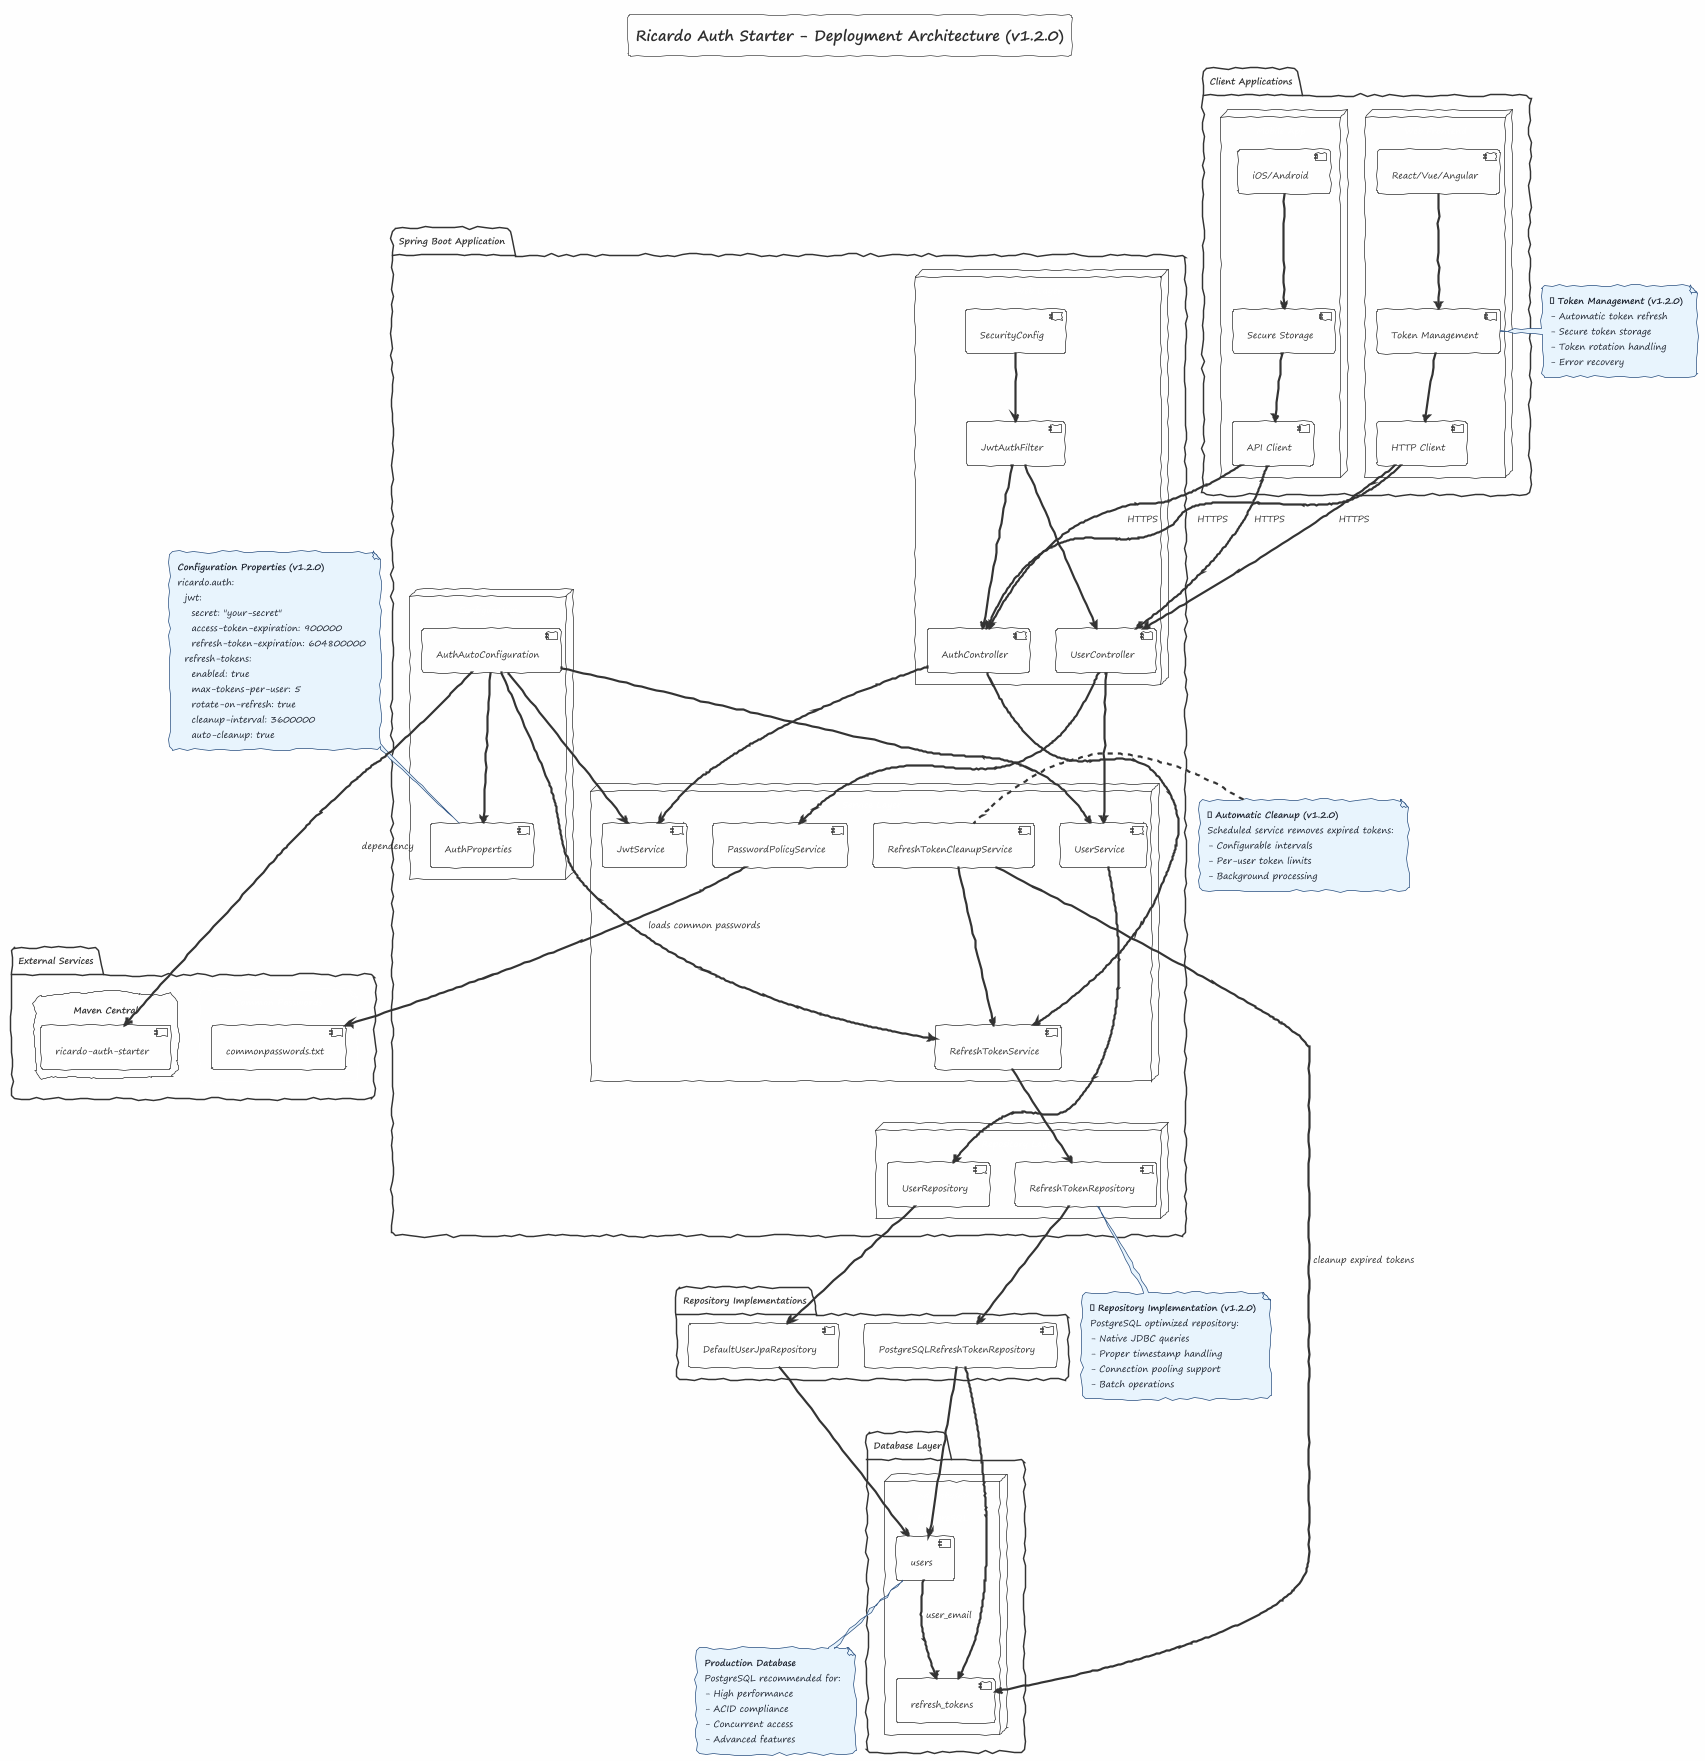 Ricardo Auth Starter - Deployment Architecture (v1.2.0)
Client Applications
iOS/Android
React/Vue/Angular
Spring Boot Application
SecurityConfig
Secure Storage
Token Management
Token Management (v1.2.0)
- Automatic token refresh
- Secure token storage
- Token rotation handling
- Error recovery
JwtAuthFilter
API Client
HTTP Client
HTTPS
HTTPS
HTTPS
HTTPS
Configuration Properties (v1.2.0)
ricardo.auth:
jwt:
secret: "your-secret"
access-token-expiration: 900000
refresh-token-expiration: 604800000
refresh-tokens:
enabled: true
max-tokens-per-user: 5
rotate-on-refresh: true
cleanup-interval: 3600000
auto-cleanup: true
AuthAutoConfiguration
AuthController
UserController
dependency
AuthProperties
JwtService
PasswordPolicyService
RefreshTokenCleanupService
UserService
Automatic Cleanup (v1.2.0)
Scheduled service removes expired tokens:
- Configurable intervals
- Per-user token limits
- Background processing
loads common passwords
External Services
Maven Central
ricardo-auth-starter
commonpasswords.txt
RefreshTokenService
UserRepository
RefreshTokenRepository
cleanup expired tokens
Repository Implementations
DefaultUserJpaRepository
PostgreSQLRefreshTokenRepository
Repository Implementation (v1.2.0)
PostgreSQL optimized repository:
- Native JDBC queries
- Proper timestamp handling
- Connection pooling support
- Batch operations
Database Layer
users
user_email
refresh_tokens
Production Database
PostgreSQL recommended for:
- High performance
- ACID compliance
- Concurrent access
- Advanced features